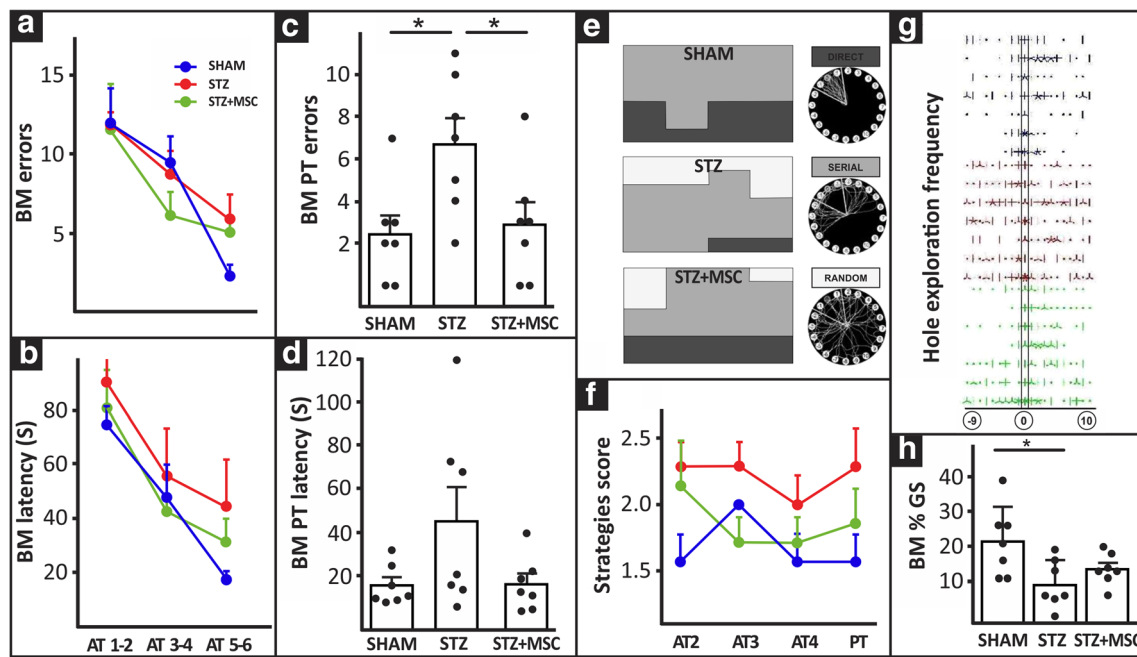 a
BM errors
15
10
5
SHAM
STZ
STZ+MSC
b
BM latency (S)
80
60
40
20
AT 1-2 AT 3-4 AT 5-6
c
* *
BM PT errors
10
8
6
4
2
SHAM STZ STZ+MSC
d
BM PT latency (S)
120
100
80
60
40
20
SHAM STZ STZ+MSC
e
SHAM
DIRECT
STZ
SERIAL
STZ+MSC
RANDOM
f
Strategies score
2.5
2.0
1.5
AT2 AT3 AT4 PT
g
Hole exploration frequency
-9 0 10
h
*
BM % GS
40
30
20
10
SHAM STZ STZ+MSC